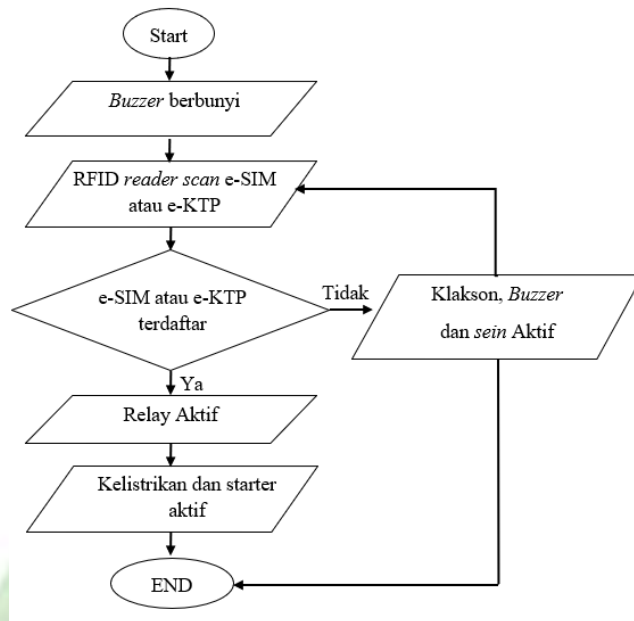 Start
Buzzer berbunyi
RFID reader scan e-SIM
atau e-KTP
e-SIM atau e-KTP
terdaftar
Tidak
Klakson, Buzzer
dan sein Aktif
Ya
Relay Aktif
Kelistrikan dan starter
aktif
END